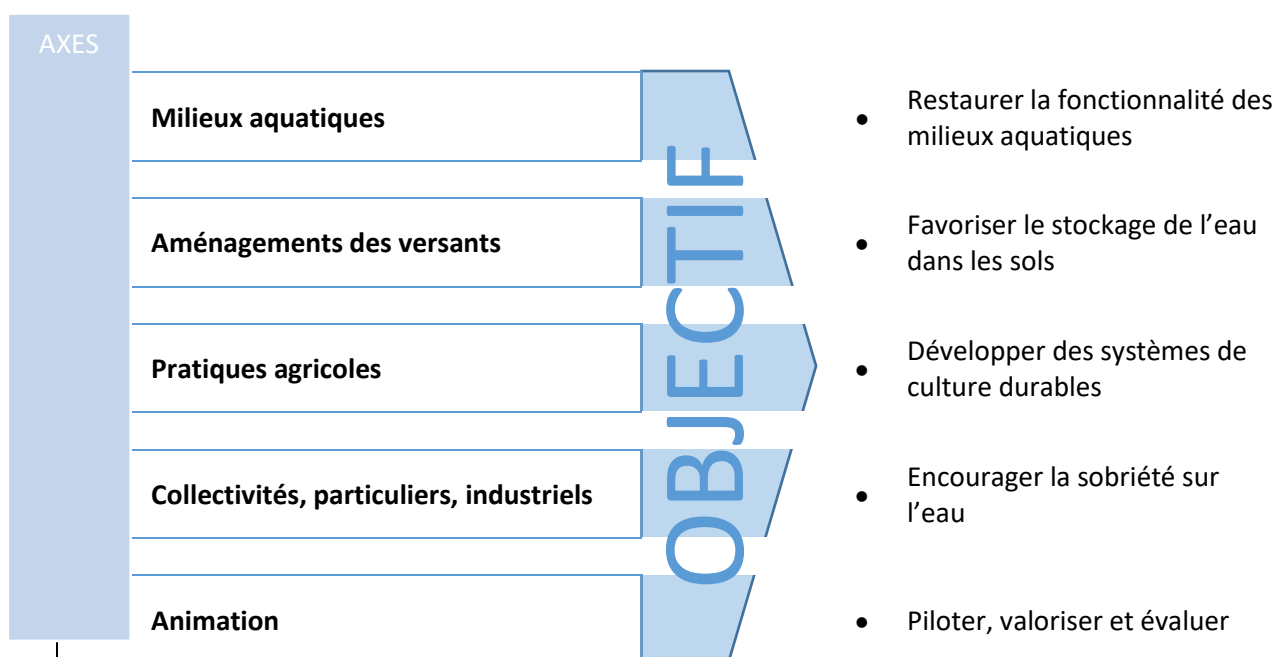 AXES
Milieux aquatiques
Restaurer la fonctionnalité des
milieux aquatiques
Aménagements des versants
Favoriser le stockage de l’eau
dans les sols
Pratiques agricoles
Développer des systèmes de
culture durables
Collectivités, particuliers, industriels
Encourager la sobriété sur
l’eau
Animation
Piloter, valoriser et évaluer
OBJECTIF